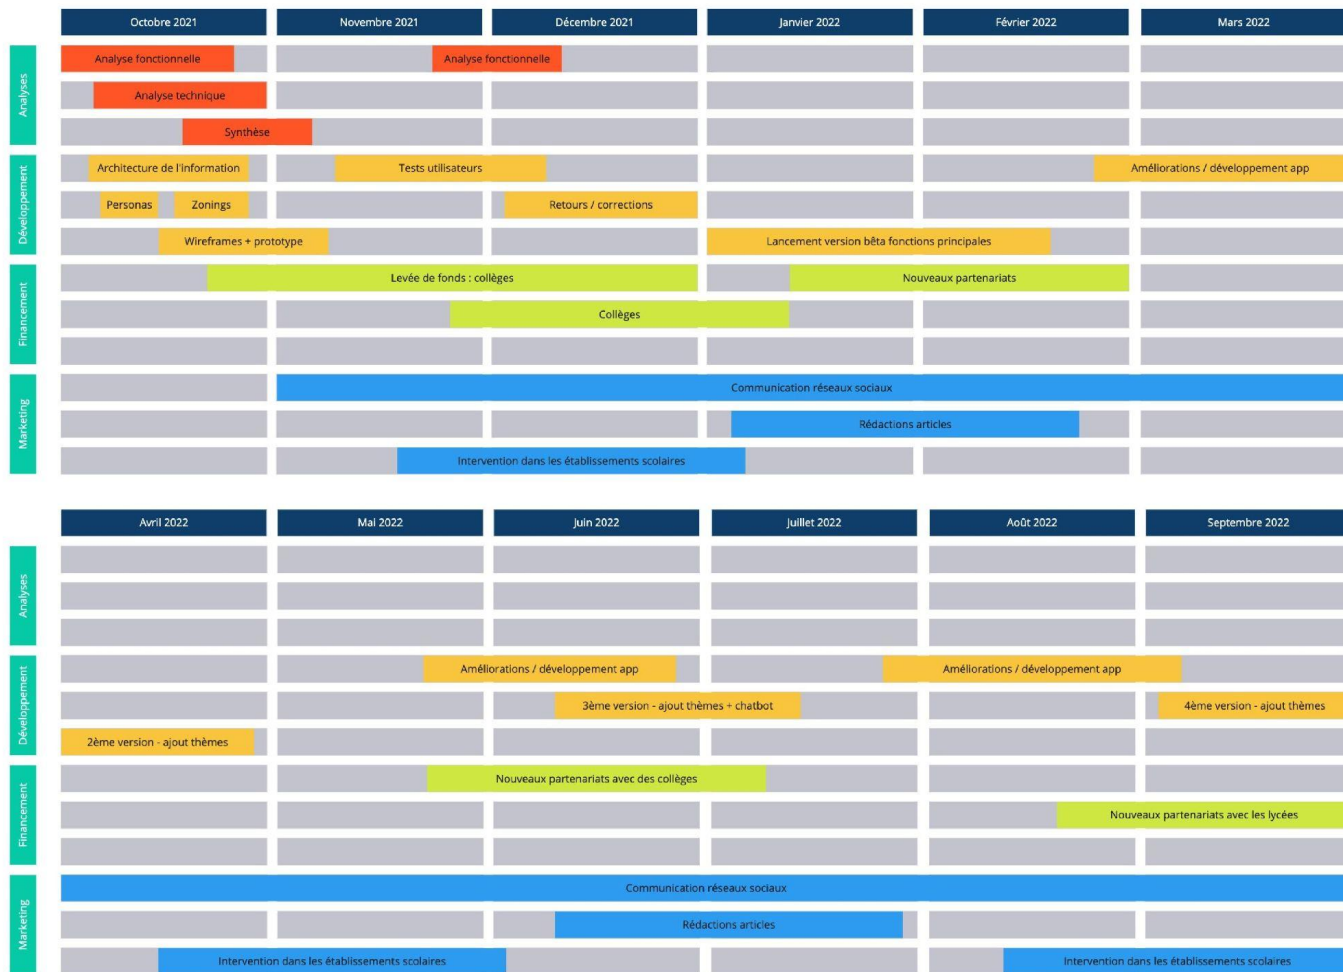 Octobre 2021
Novembre 2021
Décembre 2021
Janvier 2022
Février 2022
Mars 2022
Analyses
Analyse fonctionnelle
Analyse fonctionnelle
Analyse technique
Synthèse
Développement
Architecture de l'information
Tests utilisateurs
Améliorations / développement app
Personas
Zonings
Retours / corrections
Wireframes + prototype
Lancement version bêta fonctions principales
Financement
Levée de fonds : collèges
Nouveaux partenariats
Collèges
Marketing
Communication réseaux sociaux
Rédactions articles
Intervention dans les établissements scolaires
Avril 2022
Mai 2022
Juin 2022
Juillet 2022
Août 2022
Septembre 2022
Analyses
Développement
Améliorations / développement app
Améliorations / développement app
3ème version - ajout thèmes + chatbot
4ème version - ajout thèmes
2ème version - ajout thèmes
Financement
Nouveaux partenariats avec des collèges
Nouveaux partenariats avec les lycées
Marketing
Communication réseaux sociaux
Rédactions articles
Intervention dans les établissements scolaires
Intervention dans les établissements scolaires